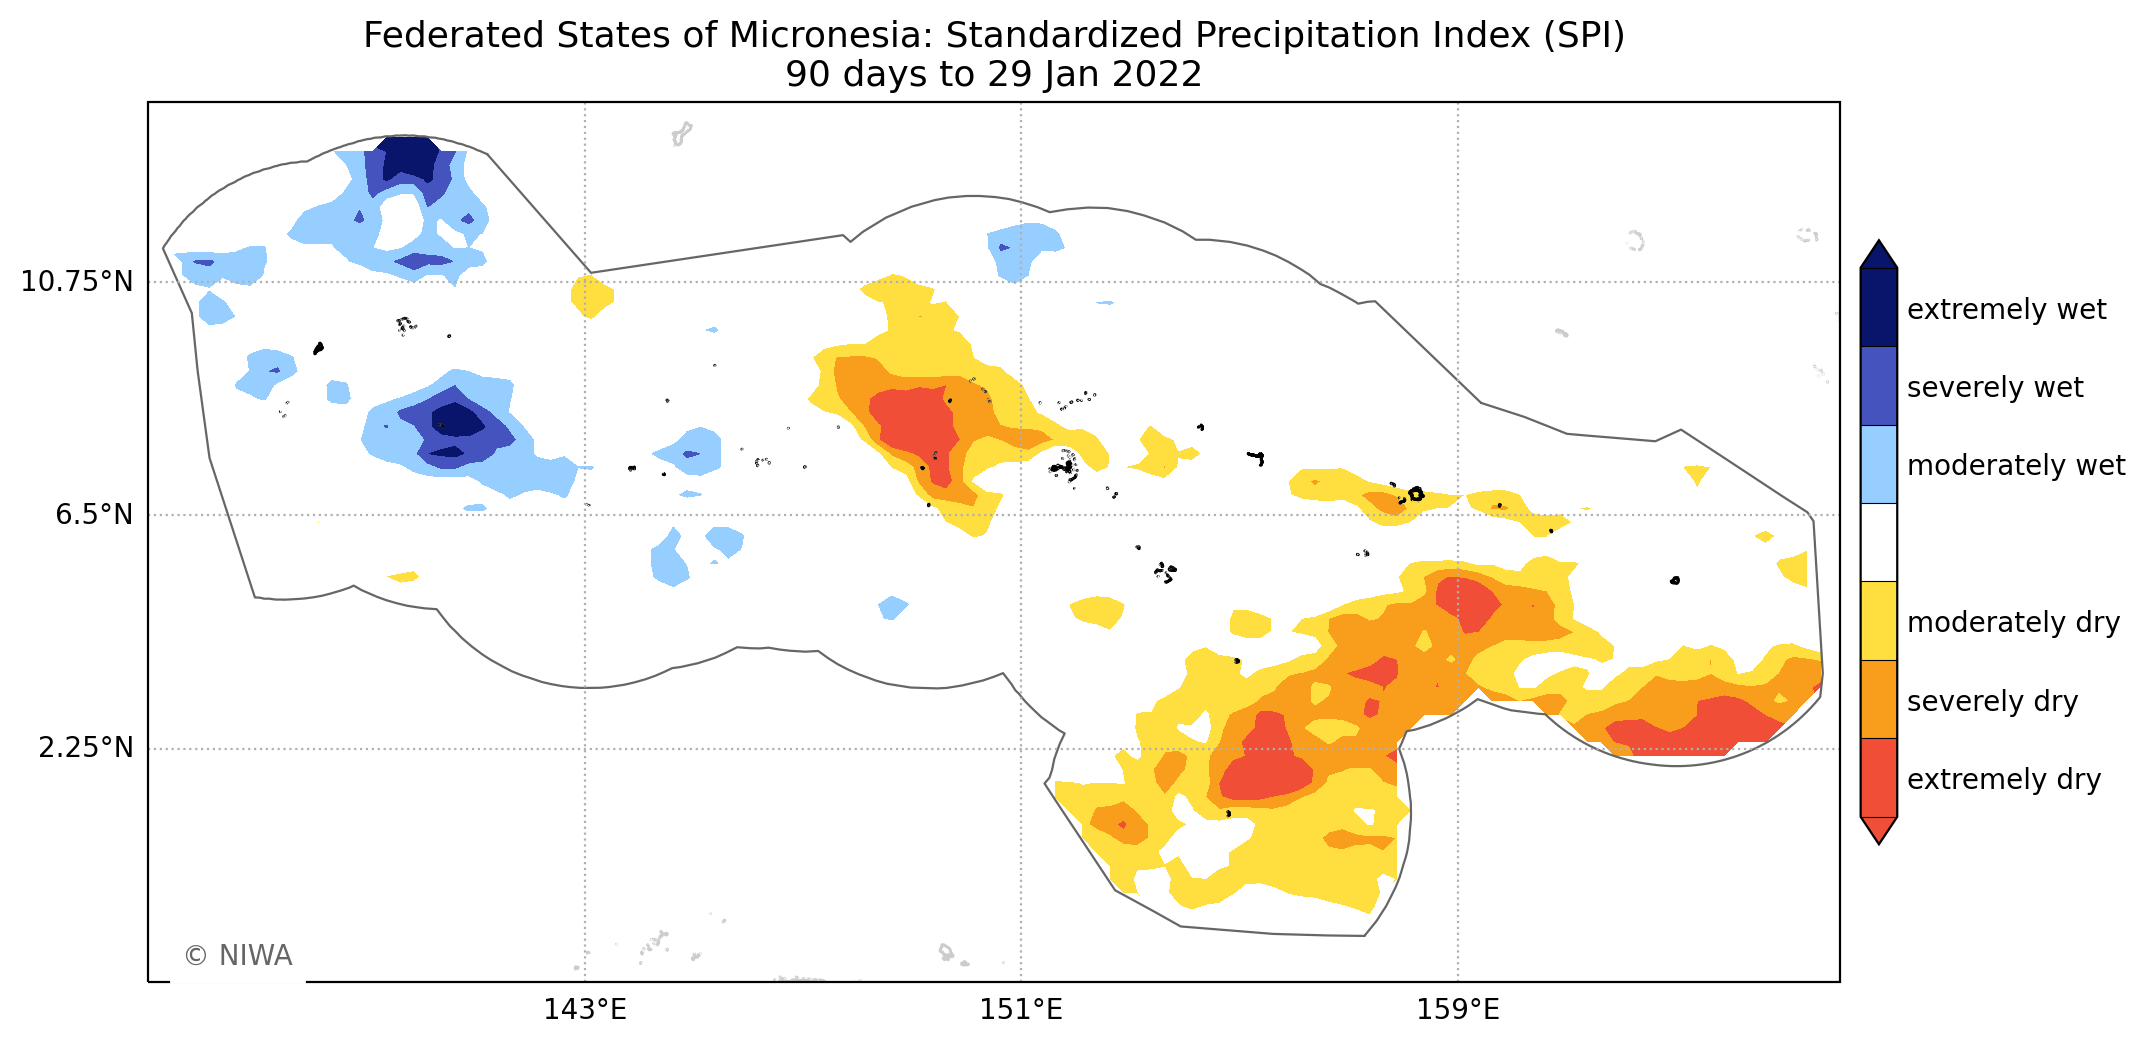 Federated States of Micronesia: Standardized Precipitation Index (SPI)
90 days to 29 Jan 2022
10.75°N
6.5°N
2.25°N
143°E
151°E
159°E
extremely wet
severely wet
moderately wet
moderately dry
severely dry
extremely dry
© NIWA